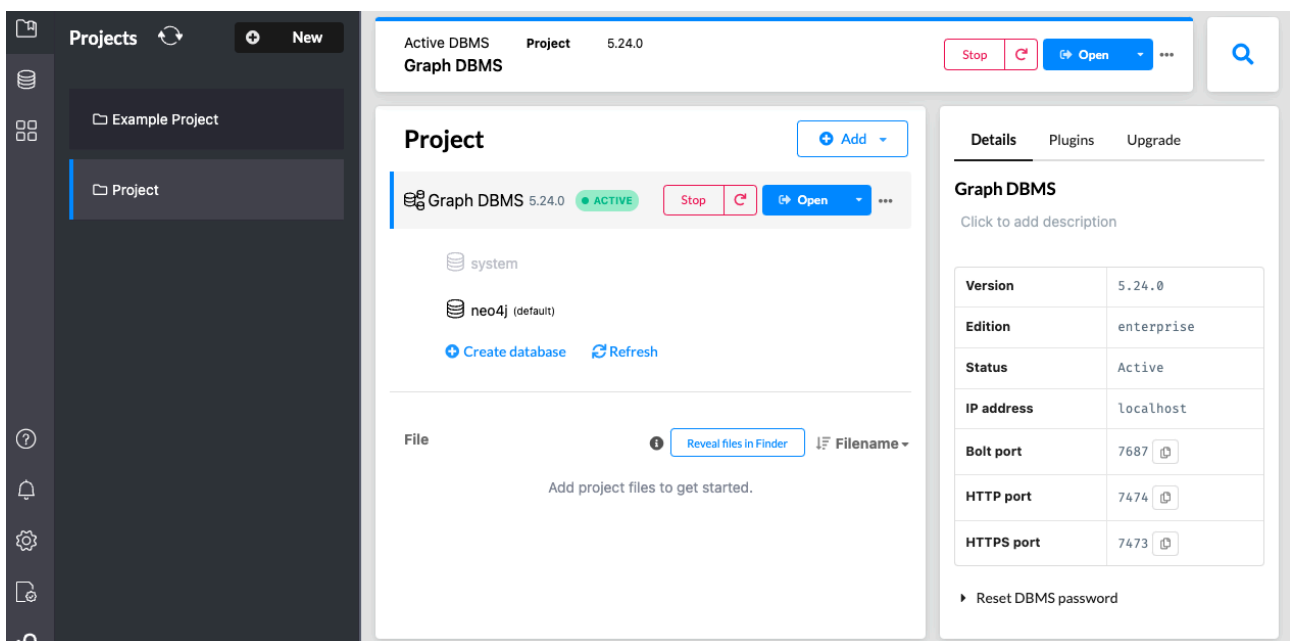 Projects
New
Example Project
Project
Active DBMS Project 5.24.0
Graph DBMS
Stop
Open
Project
Add
Graph DBMS 5.24.0 ACTIVE Stop Open
system
neo4j (default)
Create database Refresh
File Reveal files in Finder Filename
Add project files to get started.
Details Plugins Upgrade
Graph DBMS
Click to add description
Version 5.24.0
Edition enterprise
Status Active
IP address localhost
Bolt port 7687
HTTP port 7474
HTTPS port 7473
Reset DBMS password